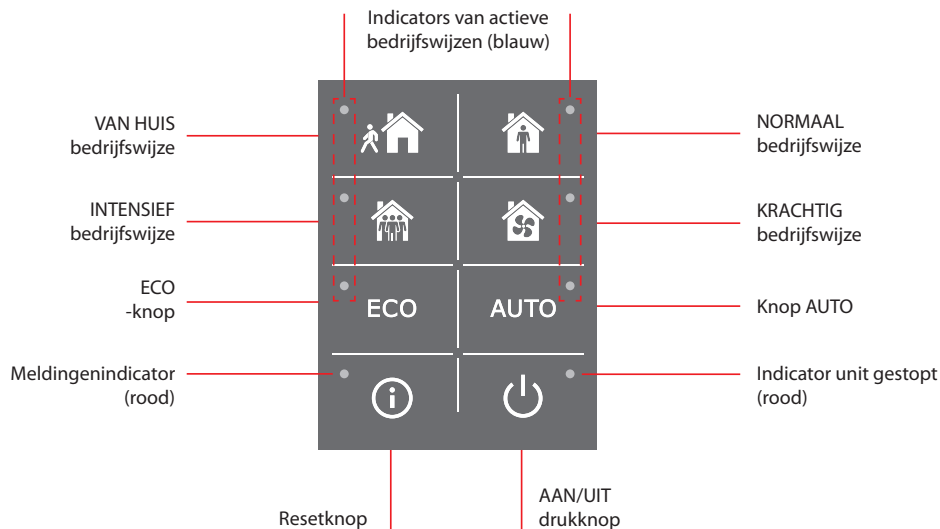 Indicators van actieve
bedrijfswijzen (blauw)
VAN HUIS
bedrijfswijze
NORMAAL
bedrijfswijze
INTENSIEF
bedrijfswijze
KRACHTIG
bedrijfswijze
ECO
-knop
ECO
AUTO
Knop AUTO
Meldingenindicator
(rood)
i
Indicator unit gestopt
(rood)
Resetknop
AAN/UIT
drukknop